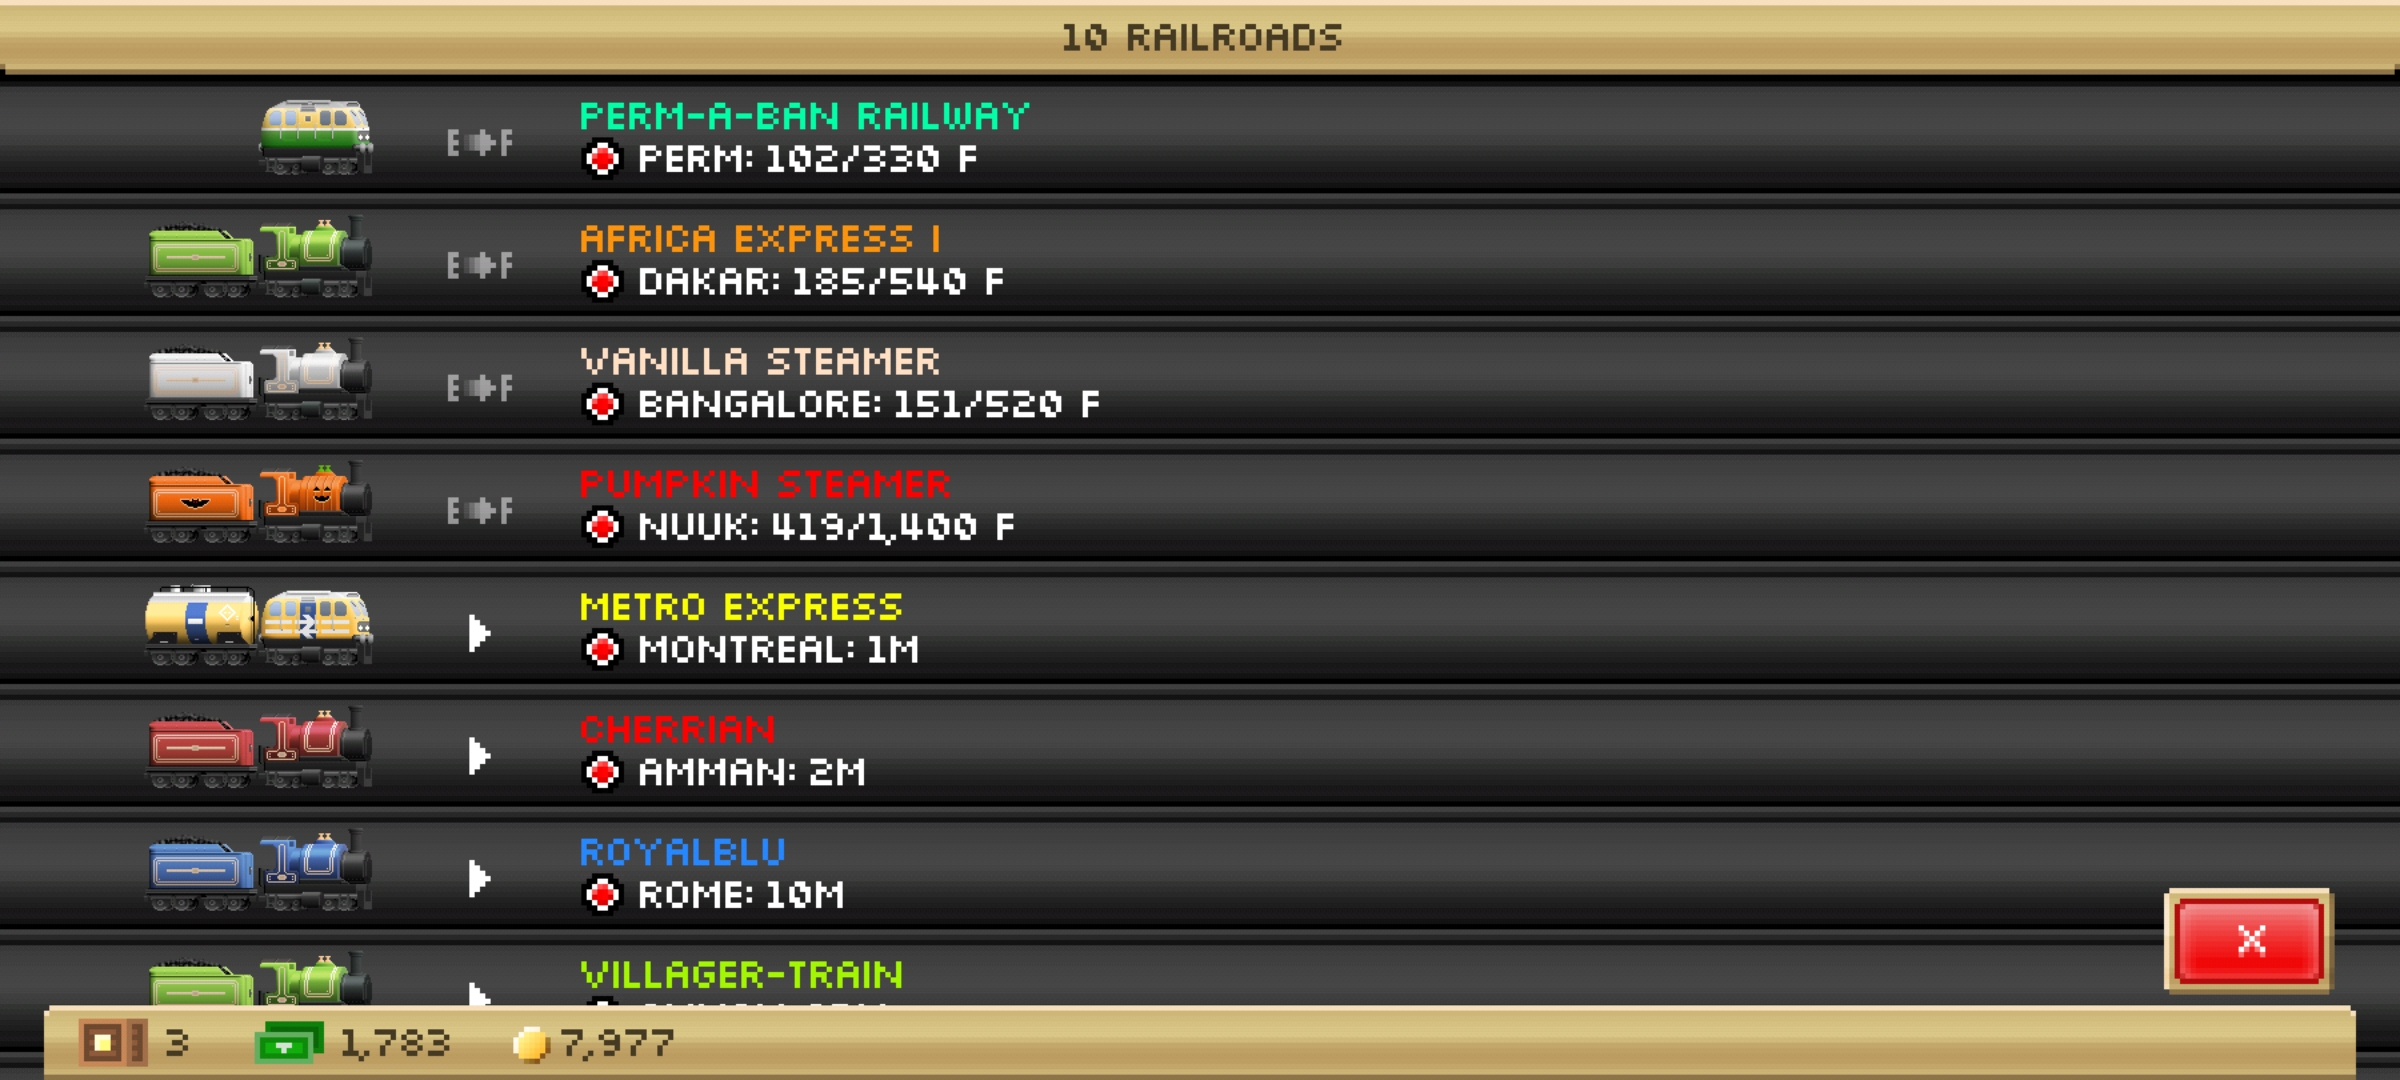 10 RAILROADS
PERM-A-BAN RAILWAY
E F
PERM: 102/330 F
AFRICA EXPRESS I
E F
DAKAR: 185/540 F
VANILLA STEAMER
E F
BANGALORE: 151/520 F
PUMPKIN STEAMER
E F
NUUK: 419/1,400 F
METRO EXPRESS
MONTREAL: 1M
CHERRIAN
AMMAN: 2M
ROYALBLU
ROME: 10M
X
VILLAGER-TRAIN
3 1,783 7,977